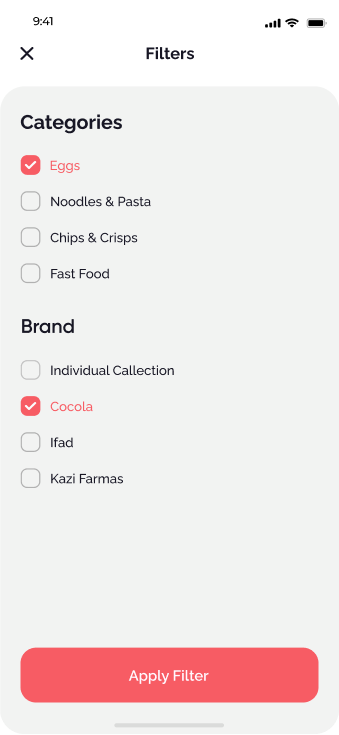 9:41
Filters
Categories
Eggs
Noodles & Pasta
Chips & Crisps
Fast Food
Brand
Individual Callection
Cocola
Ifad
Kazi Farmas
Apply Filter